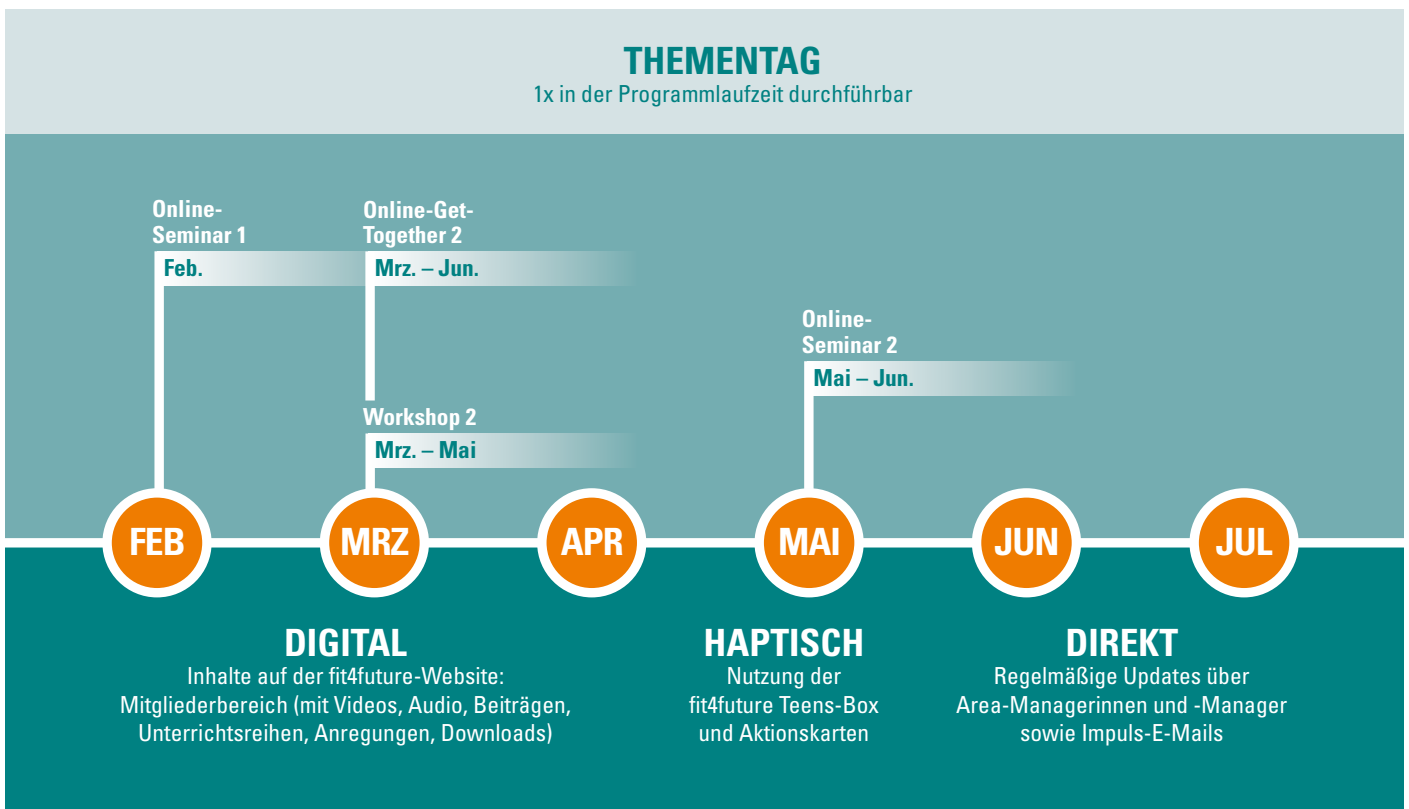 THEMENTAG
1x in der Programmlaufzeit durchführbar
Online-
Seminar 1
Feb.
Online-Get-
Together 2
Mrz. – Jun.
Workshop 2
Mrz. – Mai
Online-
Seminar 2
Mai – Jun.
FEB
MRZ
APR
MAI
JUN
JUL
DIGITAL
Inhalte auf der fit4future-Website:
Mitgliederbereich (mit Videos, Audio, Beiträgen,
Unterrichtsreihen, Anregungen, Downloads)
HAPTISCH
Nutzung der
fit4future Teens-Box
und Aktionskarten
DIREKT
Regelmäßige Updates über
Area-Managerinnen und -Manager
sowie Impuls-E-Mails